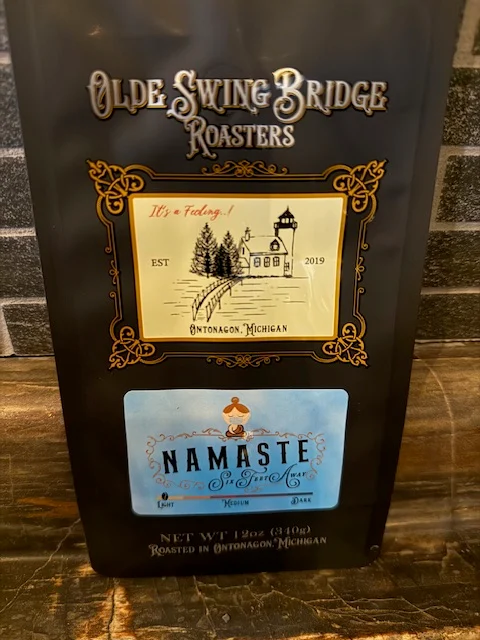 Olde Swing Bridge
Roasters
It's a Feeling..!
EST 2019
Ontonagon, Michigan
NAMASTE
Six Feet Away
Light Medium Dark
NET WT 12oz (340g)
Roasted in Ontonagon, Michigan